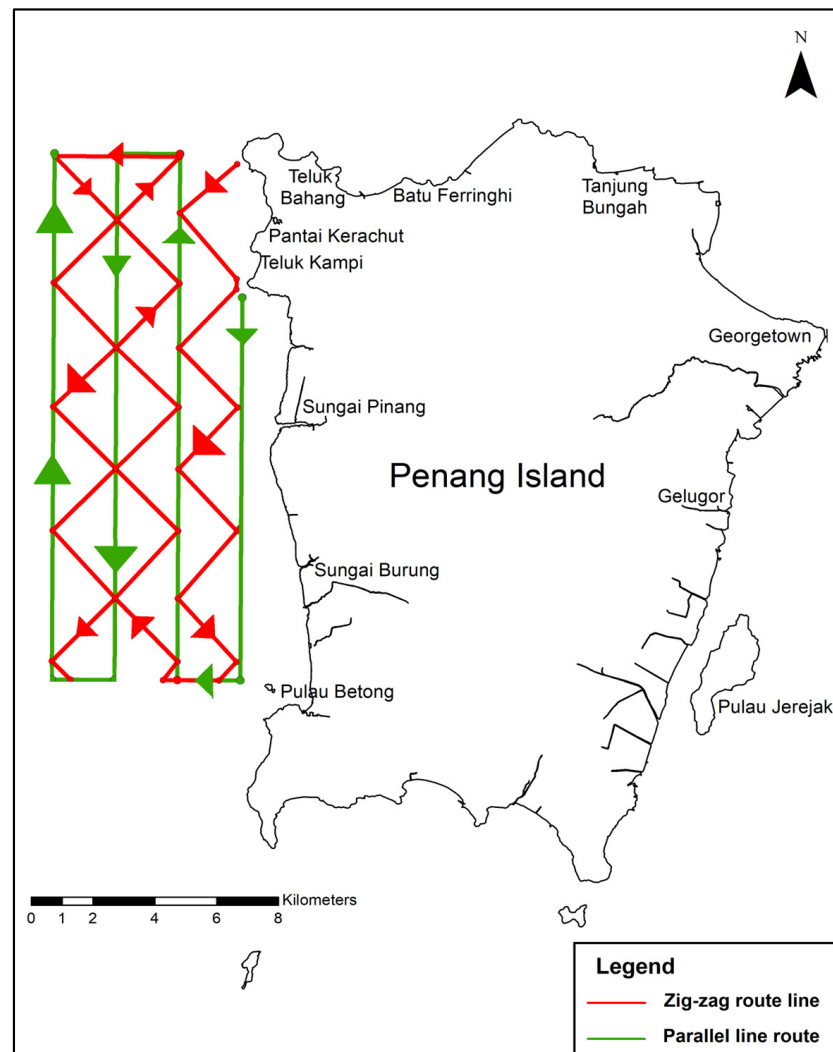 N
Teluk
Bahang
Batu Ferringhi
Tanjung
Bungah
Pantai Kerachut
Teluk Kampi
Georgetown
Sungai Pinang
Penang Island
Gelugor
Sungai Burung
Pulau Betong
Pulau Jerejak
Kilometers
0 1 2 4 6 8
Legend
Zig-zag route line
Parallel line route